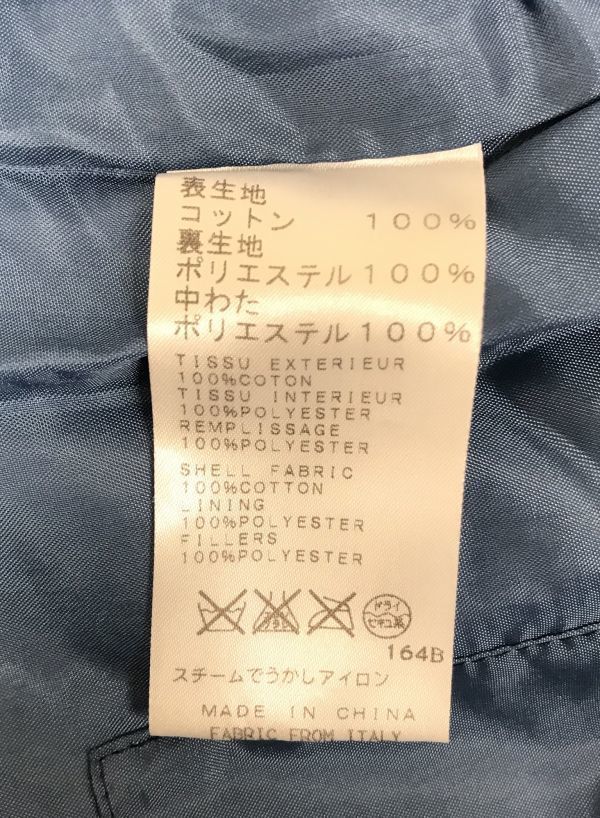 表生地
コットン 100%
裏生地
ポリエステル100%
中わた
ポリエステル100%
TISSU EXTERIEUR
100%COTON
TISSU INTERIEUR
100%POLYESTER
REMPLISSAGE
100%POLYESTER
SHELL FABRIC
100%COTTON
LINING
100%POLYESTER
FILLERS
100%POLYESTER
ドライ
セキユ系
164B
スチームでうかしアイロン
MADE IN CHINA
FABRIC FROM ITALY